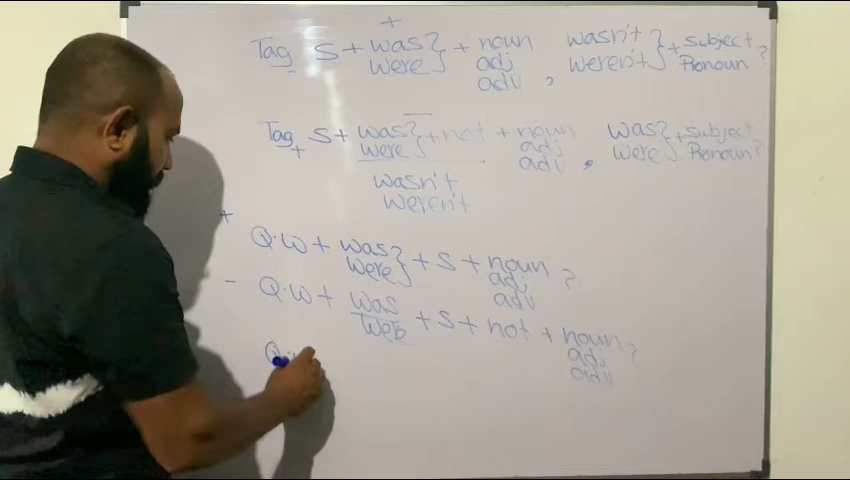 +
Tag S + was } + noun wasn't } + subject
- were adj weren't Pronoun ?
adv ,
—
Tag S + was } + not + noun was } + subject
+ were adj were Pronoun?
adv ,
wasn't
weren't
+ Q.W + was } + S + noun ?
were adj
adv
- Q.W + was + S + not + noun ?
were adj
adv
Q.